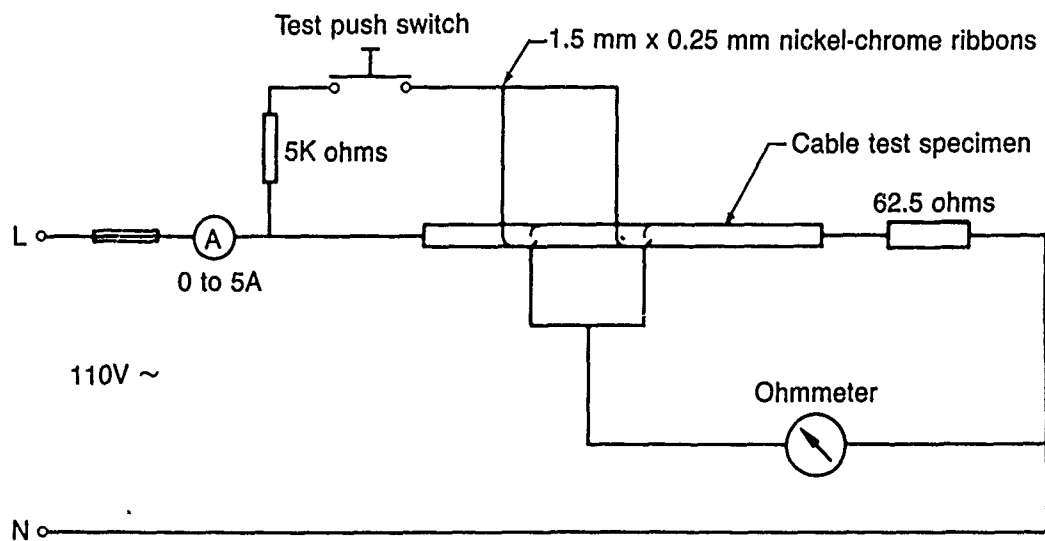 Test push switch
1.5 mm x 0.25 mm nickel-chrome ribbons
5K ohms
Cable test specimen
62.5 ohms
L
A
0 to 5A
110V ~
Ohmmeter
N